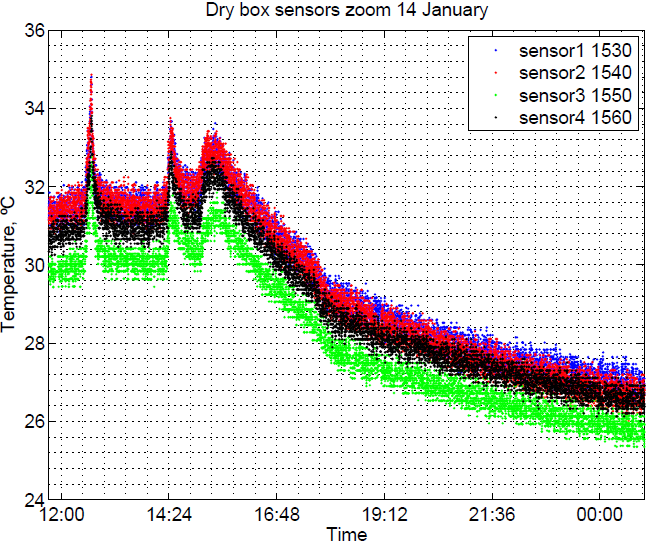 Dry box sensors zoom 14 January
sensor1 1530
sensor2 1540
sensor3 1550
sensor4 1560
Temperature, ºC
36
34
32
30
28
26
24
12:00 14:24 16:48 19:12 21:36 00:00
Time